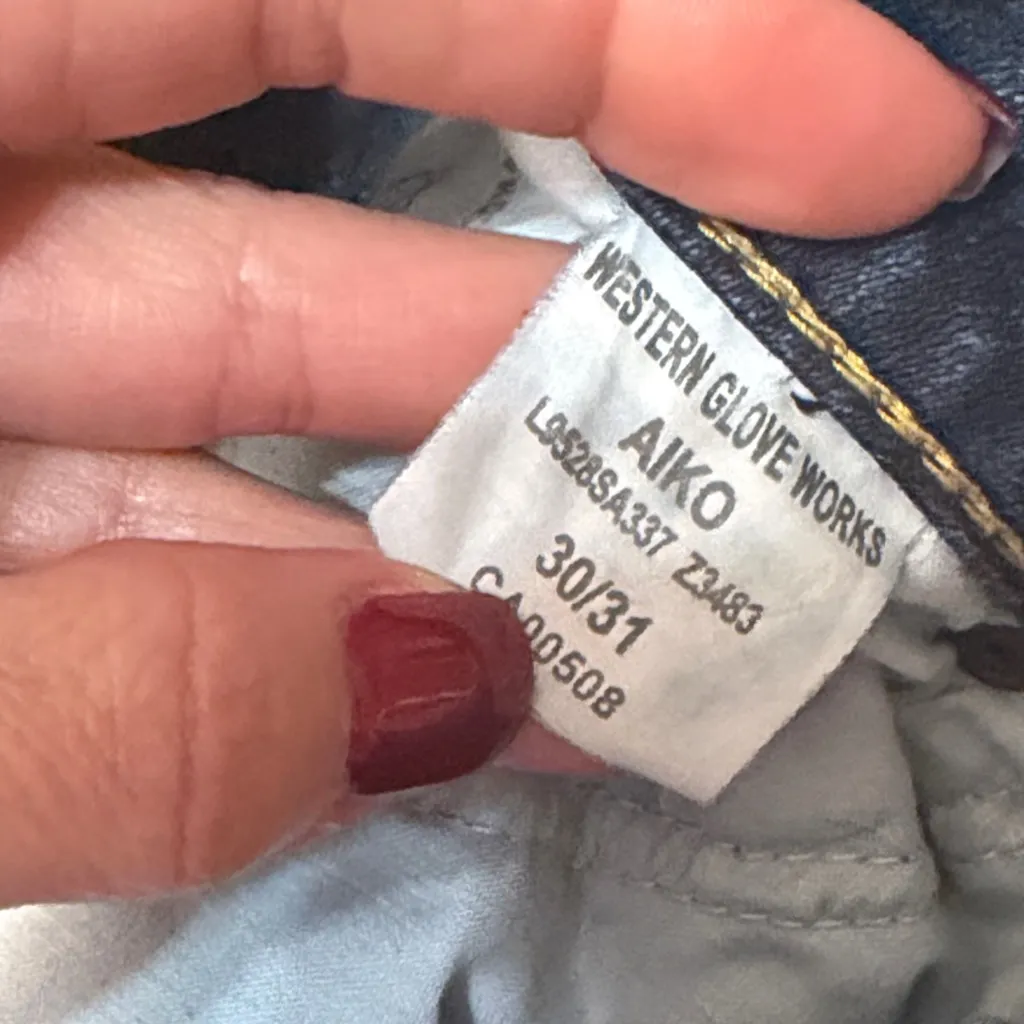 WESTERN GLOVE WORKS
AIKO
L9528SA337 Z3483
30/31
CA00508